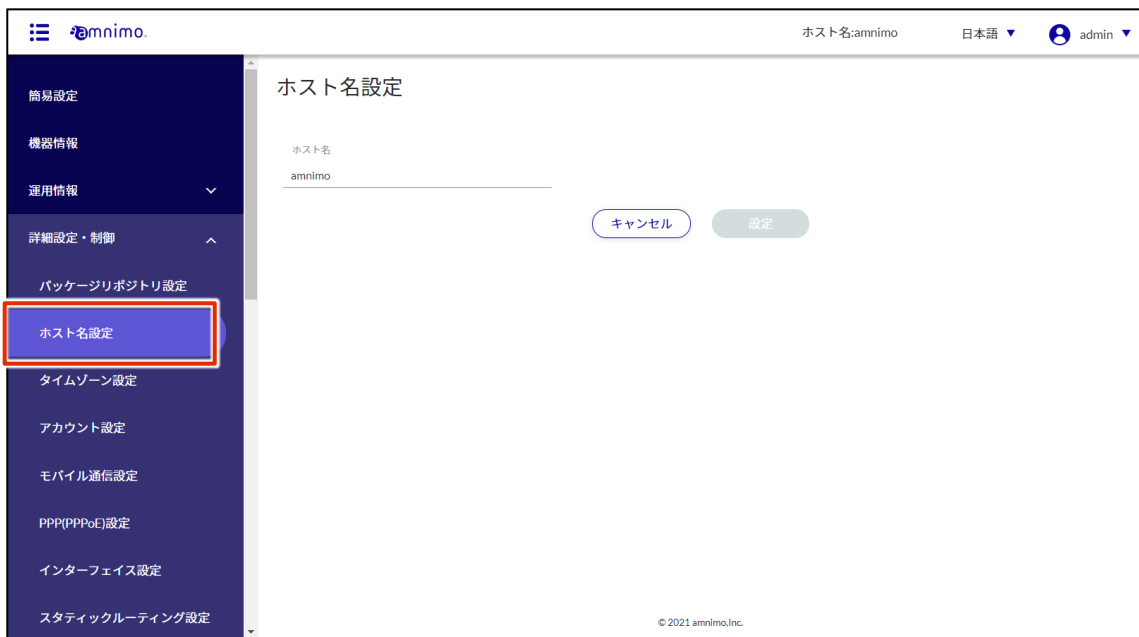 amnimo.
ホスト名:amnimo
日本語 ▼
admin ▼
簡易設定
機器情報
運用情報
詳細設定・制御
パッケージリポジトリ設定
ホスト名設定
タイムゾーン設定
アカウント設定
モバイル通信設定
PPP(PPPoE)設定
インターフェイス設定
スタティックルーティング設定
ホスト名設定
ホスト名
amnimo
キャンセル
設定
© 2021 amnimo,Inc.